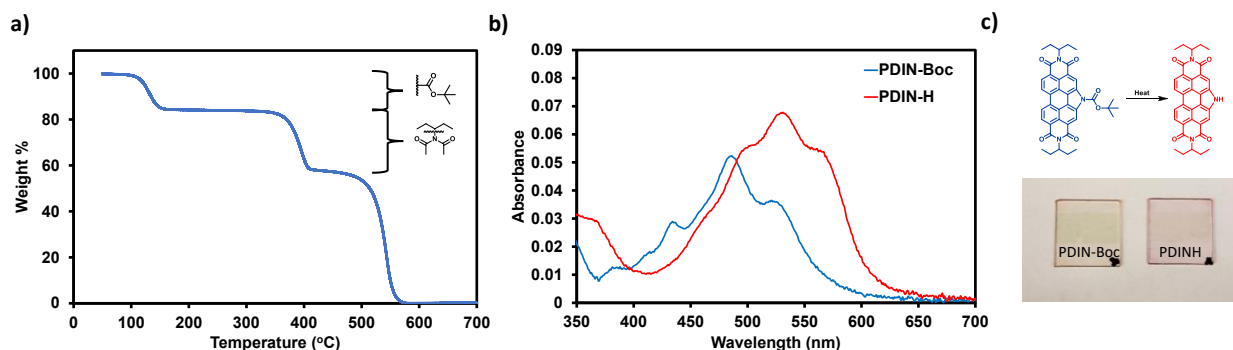 a)
100
80
60
40
20
0
Weight %
0 100 200 300 400 500 600 700
Temperature (°C)
O
O
N
O O
b)
0.09
0.08
0.07
0.06
0.05
0.04
0.03
0.02
0.01
0
Absorbance
PDIN-Boc
PDIN-H
350 400 450 500 550 600 650 700
Wavelength (nm)
c)
O N O
N
O
O
O N O
Heat
O N O
NH
O N O
PDIN-Boc
PDINH